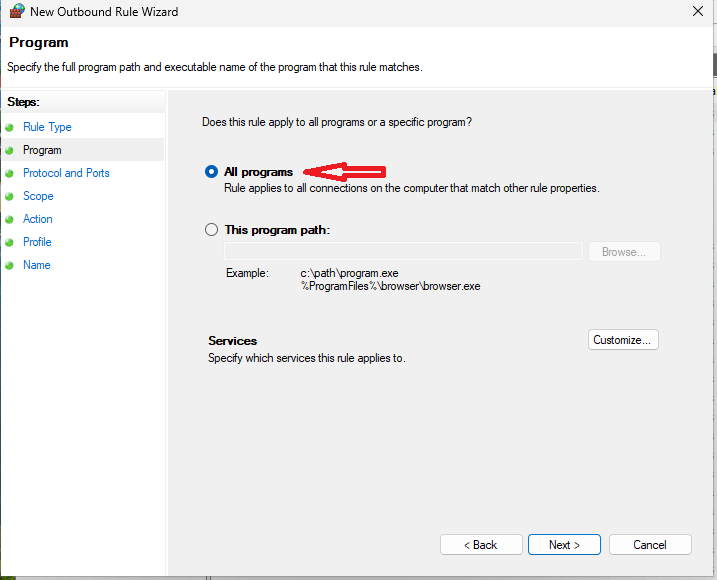 New Outbound Rule Wizard
Program
Specify the full program path and executable name of the program that this rule matches.
Steps:
Rule Type
Program
Protocol and Ports
Scope
Action
Profile
Name
Does this rule apply to all programs or a specific program?
All programs
Rule applies to all connections on the computer that match other rule properties.
This program path:
Browse...
Example:
c:\path\program.exe
%ProgramFiles%\browser\browser.exe
Services
Specify which services this rule applies to.
Customize...
< Back
Next >
Cancel